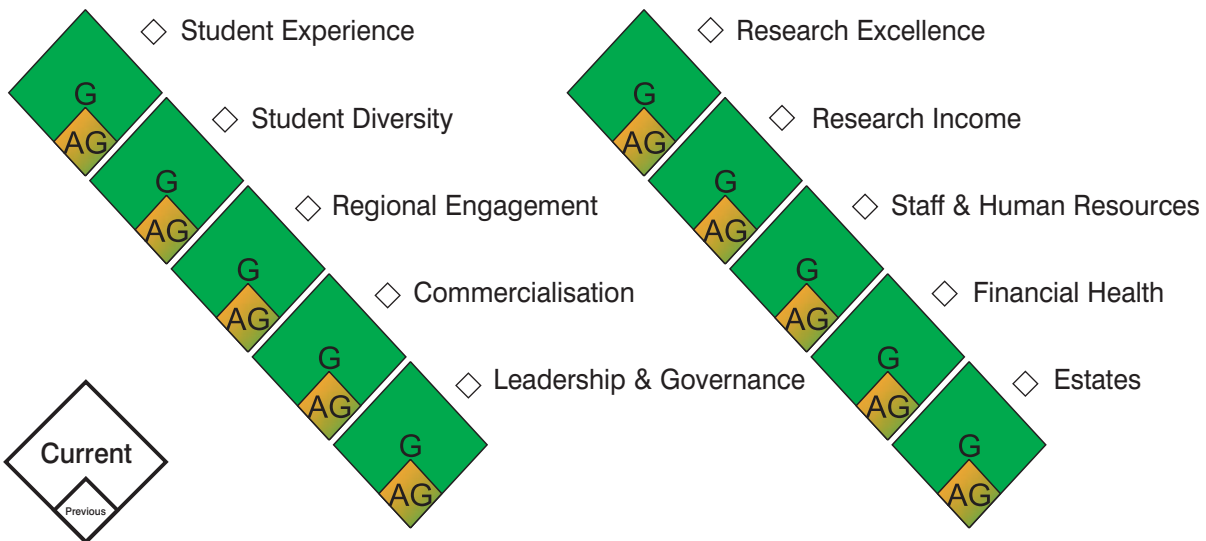 Student Experience
G
AG
Student Diversity
G
AG
Regional Engagement
G
AG
Commercialisation
G
AG
Leadership & Governance
G
AG
Research Excellence
G
AG
Research Income
G
AG
Staff & Human Resources
G
AG
Financial Health
G
AG
Estates
G
AG
Current
Previous